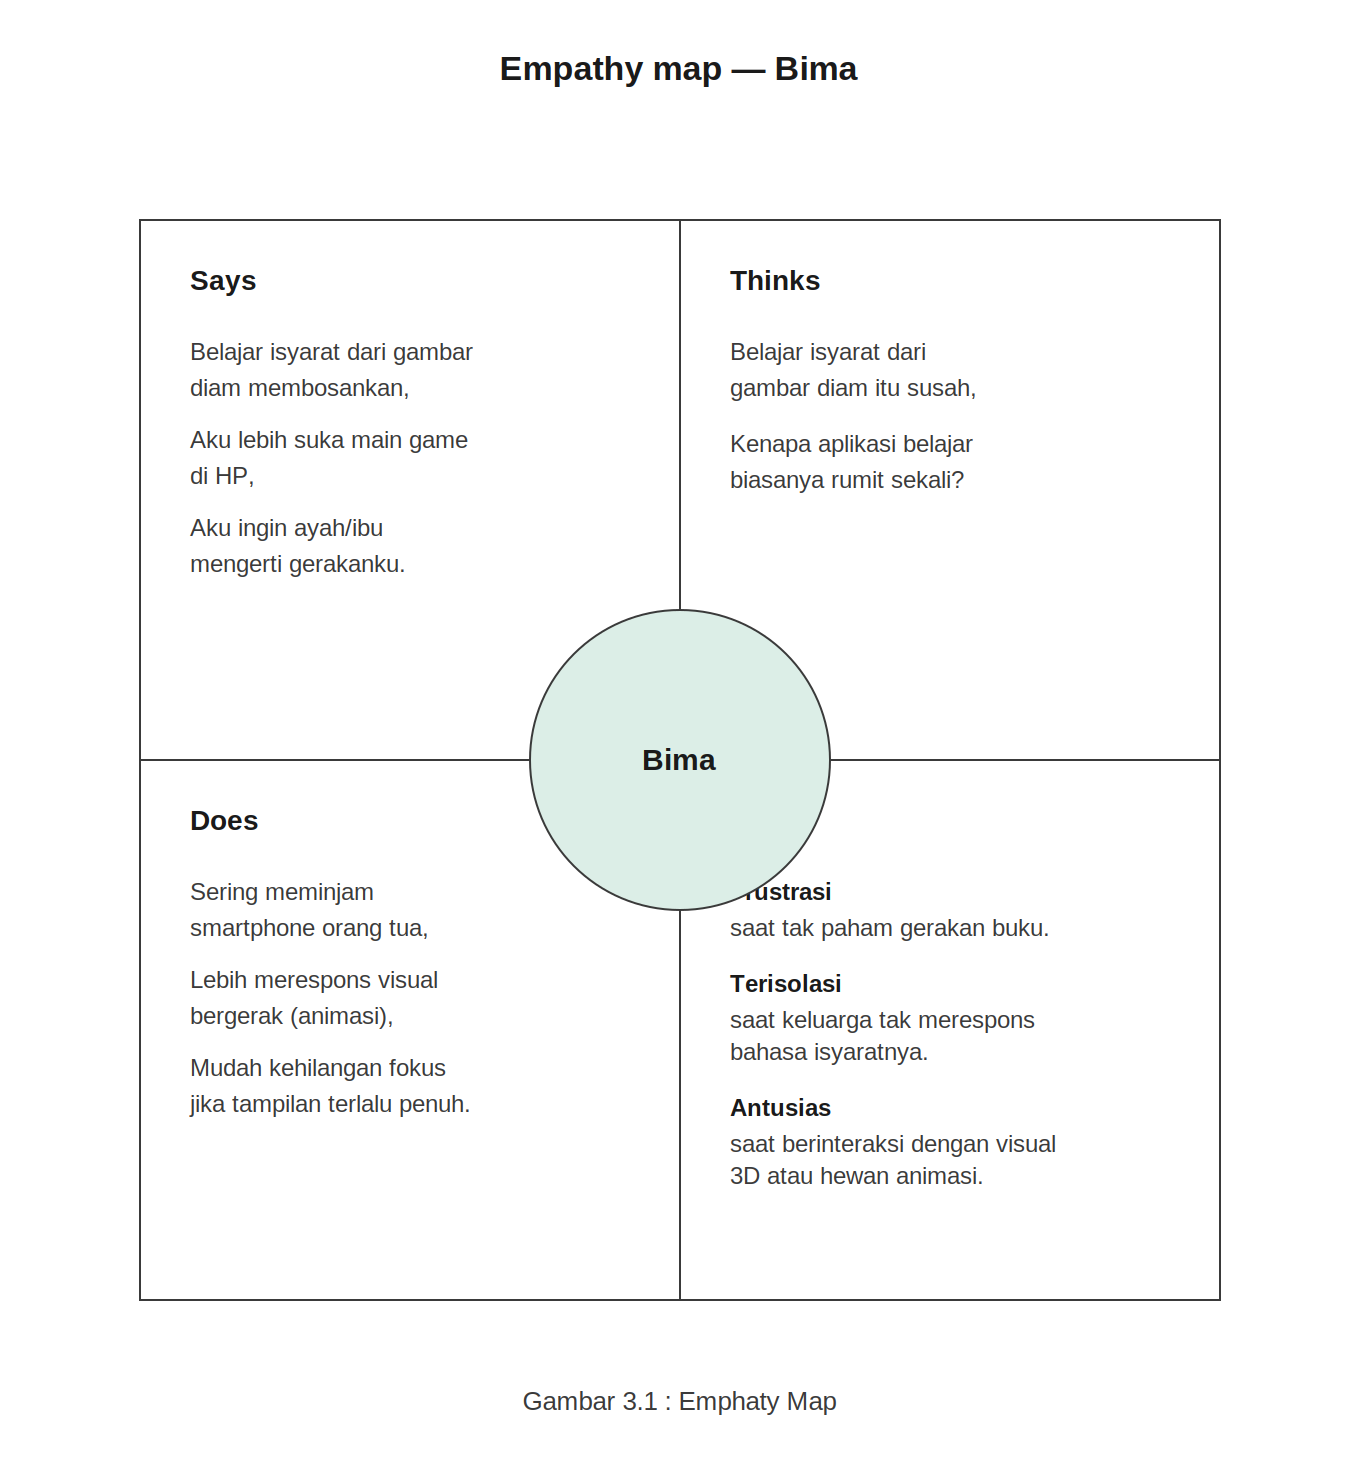 Empathy map — Bima
Says
Belajar isyarat dari gambar
diam membosankan,
Aku lebih suka main game
di HP,
Aku ingin ayah/ibu
mengerti gerakanku.
Thinks
Belajar isyarat dari
gambar diam itu susah,
Kenapa aplikasi belajar
biasanya rumit sekali?
Bima
Does
Sering meminjam
smartphone orang tua,
Lebih merespons visual
bergerak (animasi),
Mudah kehilangan fokus
jika tampilan terlalu penuh.
Frustrasi
saat tak paham gerakan buku.
Terisolasi
saat keluarga tak merespons
bahasa isyaratnya.
Antusias
saat berinteraksi dengan visual
3D atau hewan animasi.
Gambar 3.1 : Emphaty Map